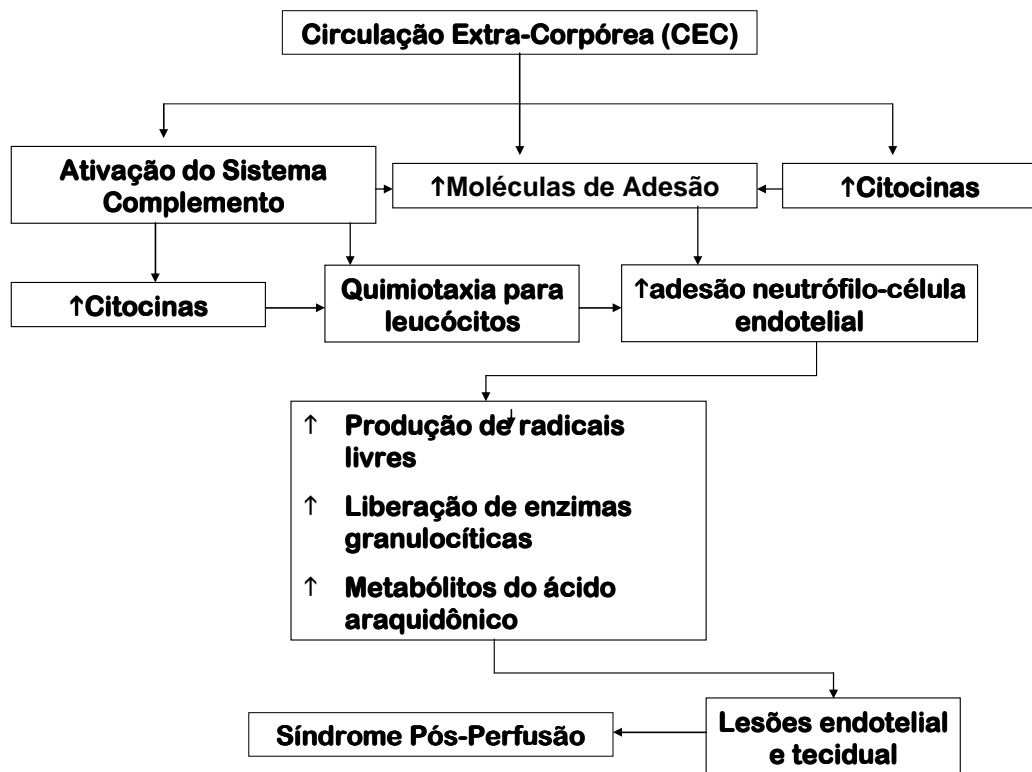 Circulação Extra-Corpórea (CEC)
Ativação do Sistema
Complemento
↑Moléculas de Adesão
↑Citocinas
↑Citocinas
Quimiotaxia para
leucócitos
↑adesão neutrófilo-célula
endotelial
↑ Produção de radicais
livres
↑ Liberação de enzimas
granulocíticas
↑ Metabólitos do ácido
araquidônico
Síndrome Pós-Perfusão
Lesões endotelial
e tecidual